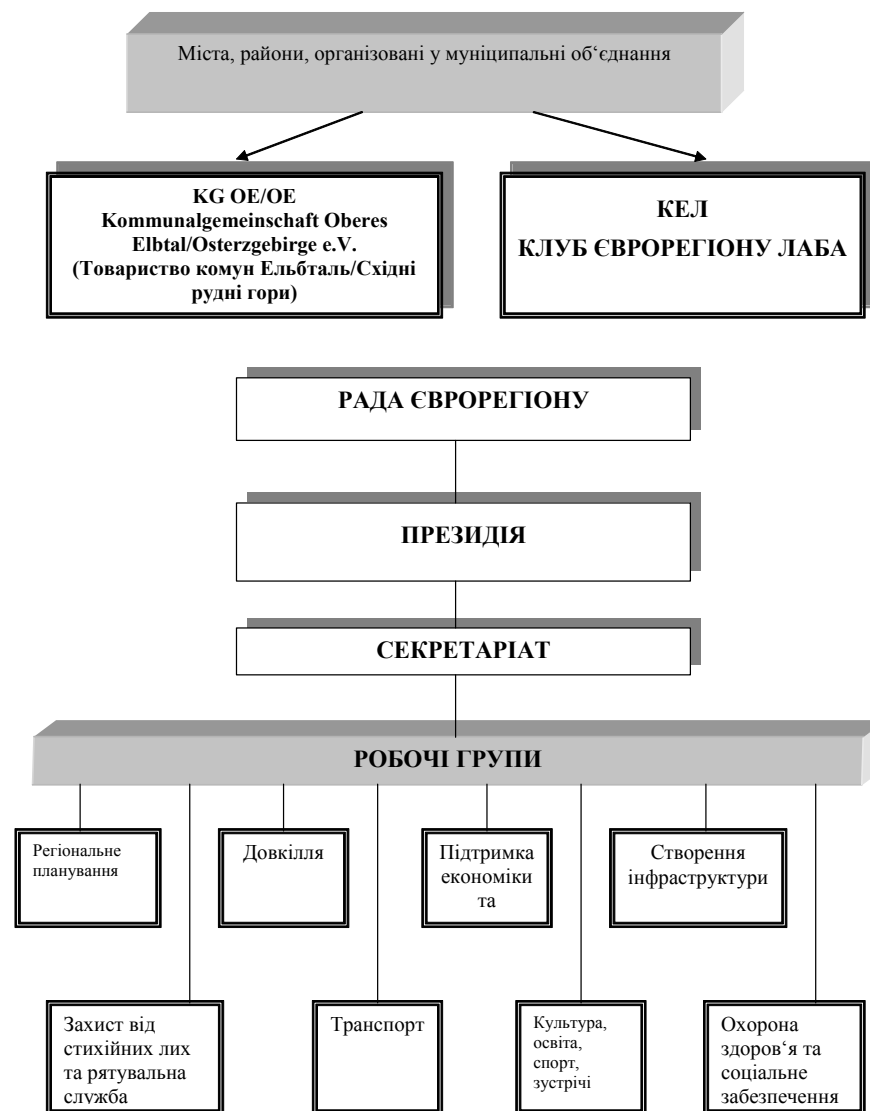 Міста, райони, організовані у муніципальні об‘єднання
KG OE/OE
Kommunalgemeinschaft Oberes
Elbtal/Osterzgebirge e.V.
(Товариство комун Ельбталь/Східні
рудні гори)
КЕЛ
КЛУБ ЄВРОРЕГІОНУ ЛАБА
РАДА ЄВРОРЕГІОНУ
ПРЕЗИДІЯ
СЕКРЕТАРІАТ
РОБОЧІ ГРУПИ
Регіональне
планування
Довкілля
Підтримка
економіки
та
Створення
інфраструктури
Захист від
стихійних лих
та рятувальна
служба
Транспорт
Культура,
освіта,
спорт,
зустрічі
Охорона
здоров‘я та
соціальне
забезпечення